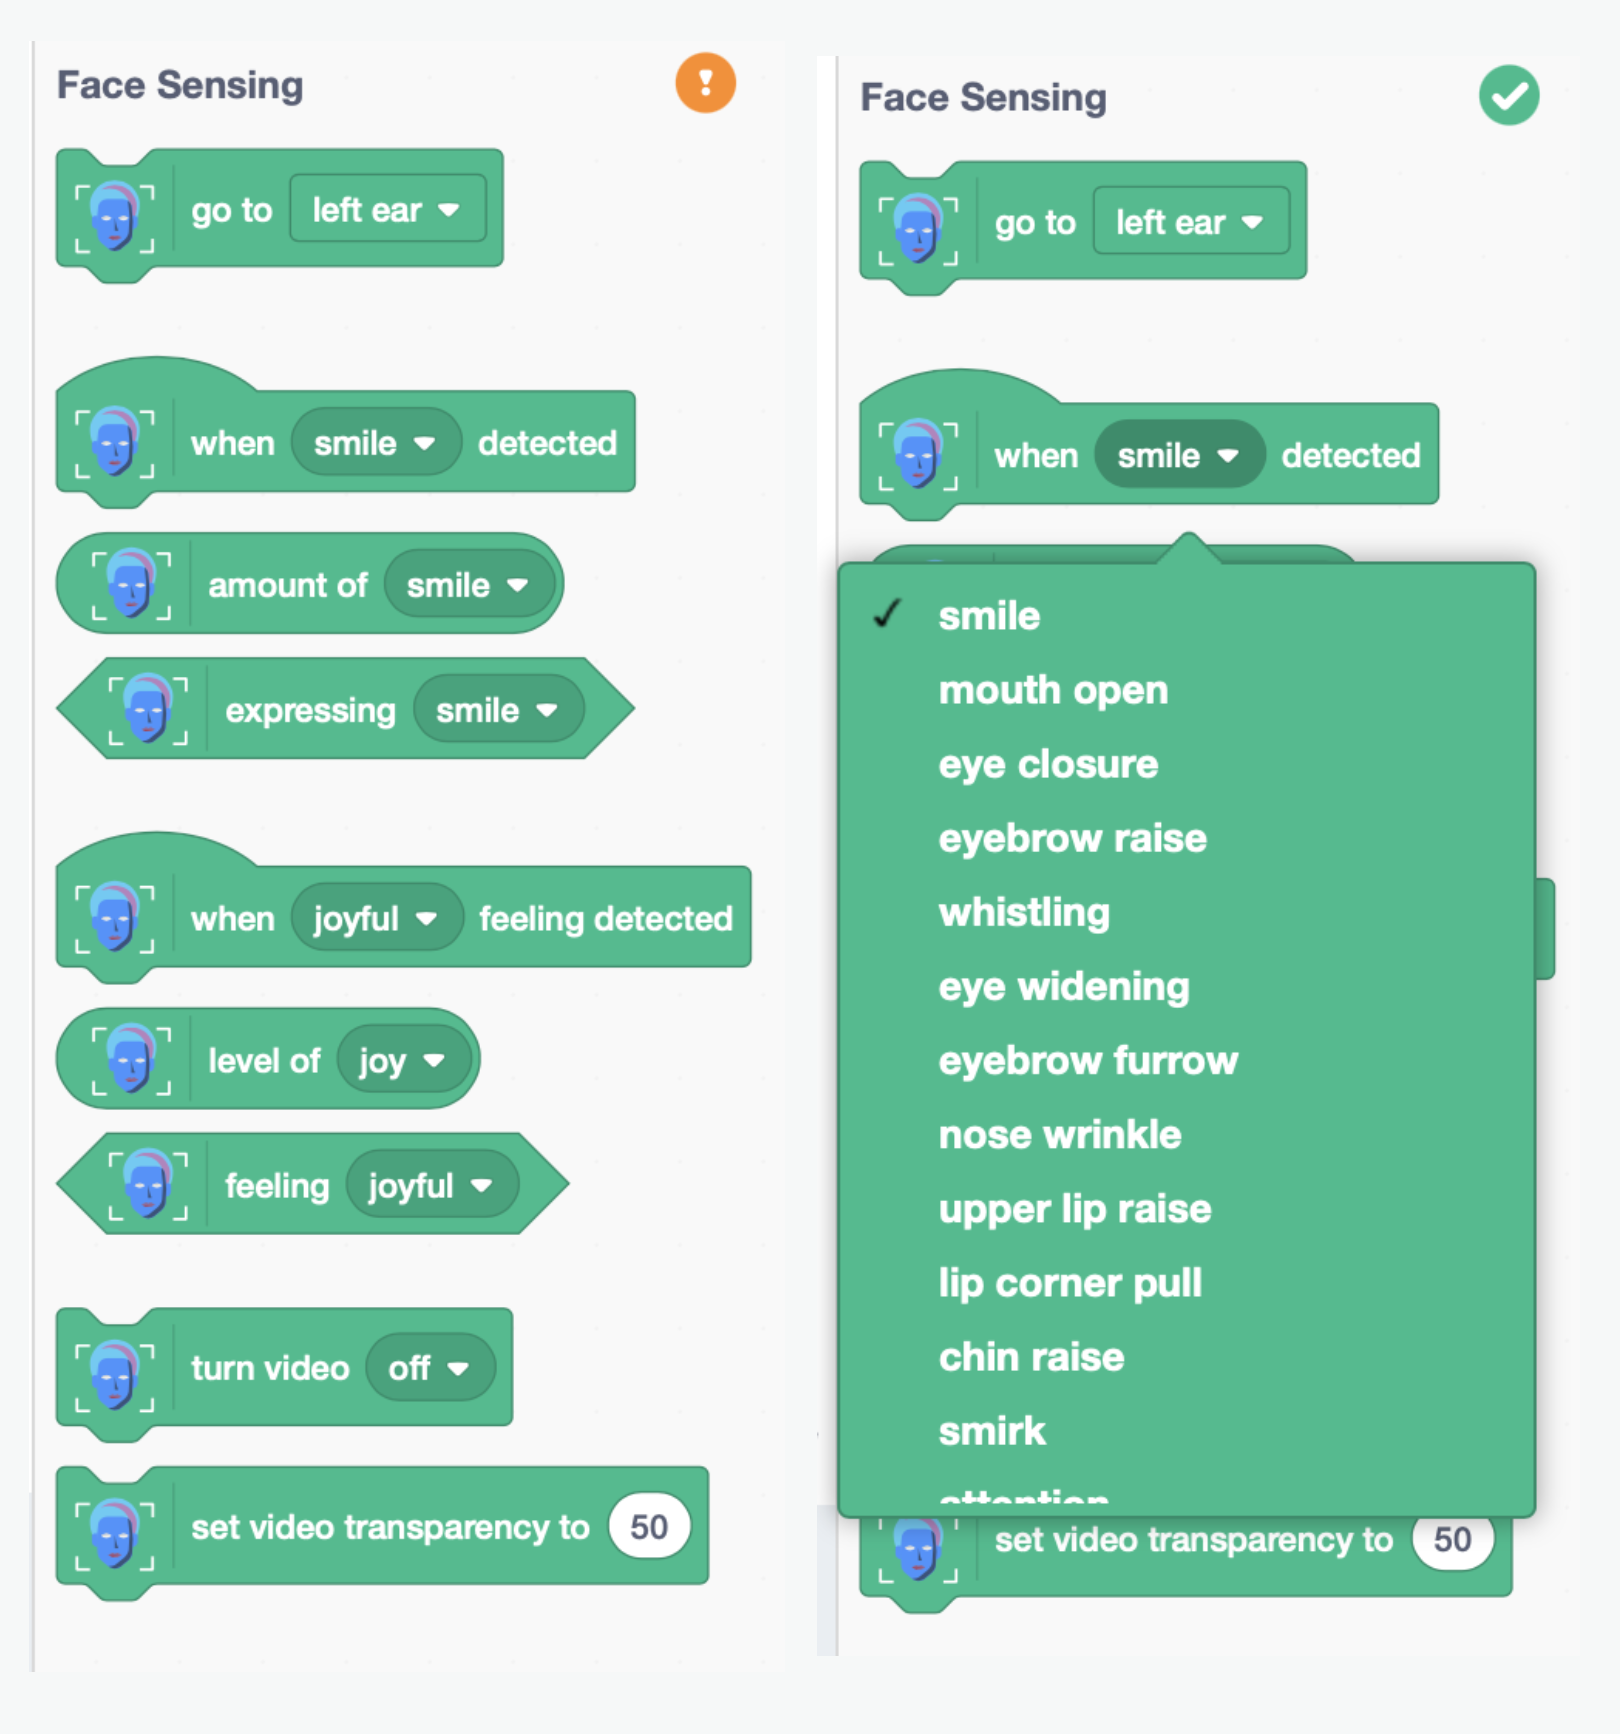 Face Sensing
go to left ear
when smile detected
amount of smile
expressing smile
when joyful feeling detected
level of joy
feeling joyful
turn video off
set video transparency to 50
Face Sensing
go to left ear
when smile detected
smile
mouth open
eye closure
eyebrow raise
whistling
eye widening
eyebrow furrow
nose wrinkle
upper lip raise
lip corner pull
chin raise
smirk
attention
set video transparency to 50